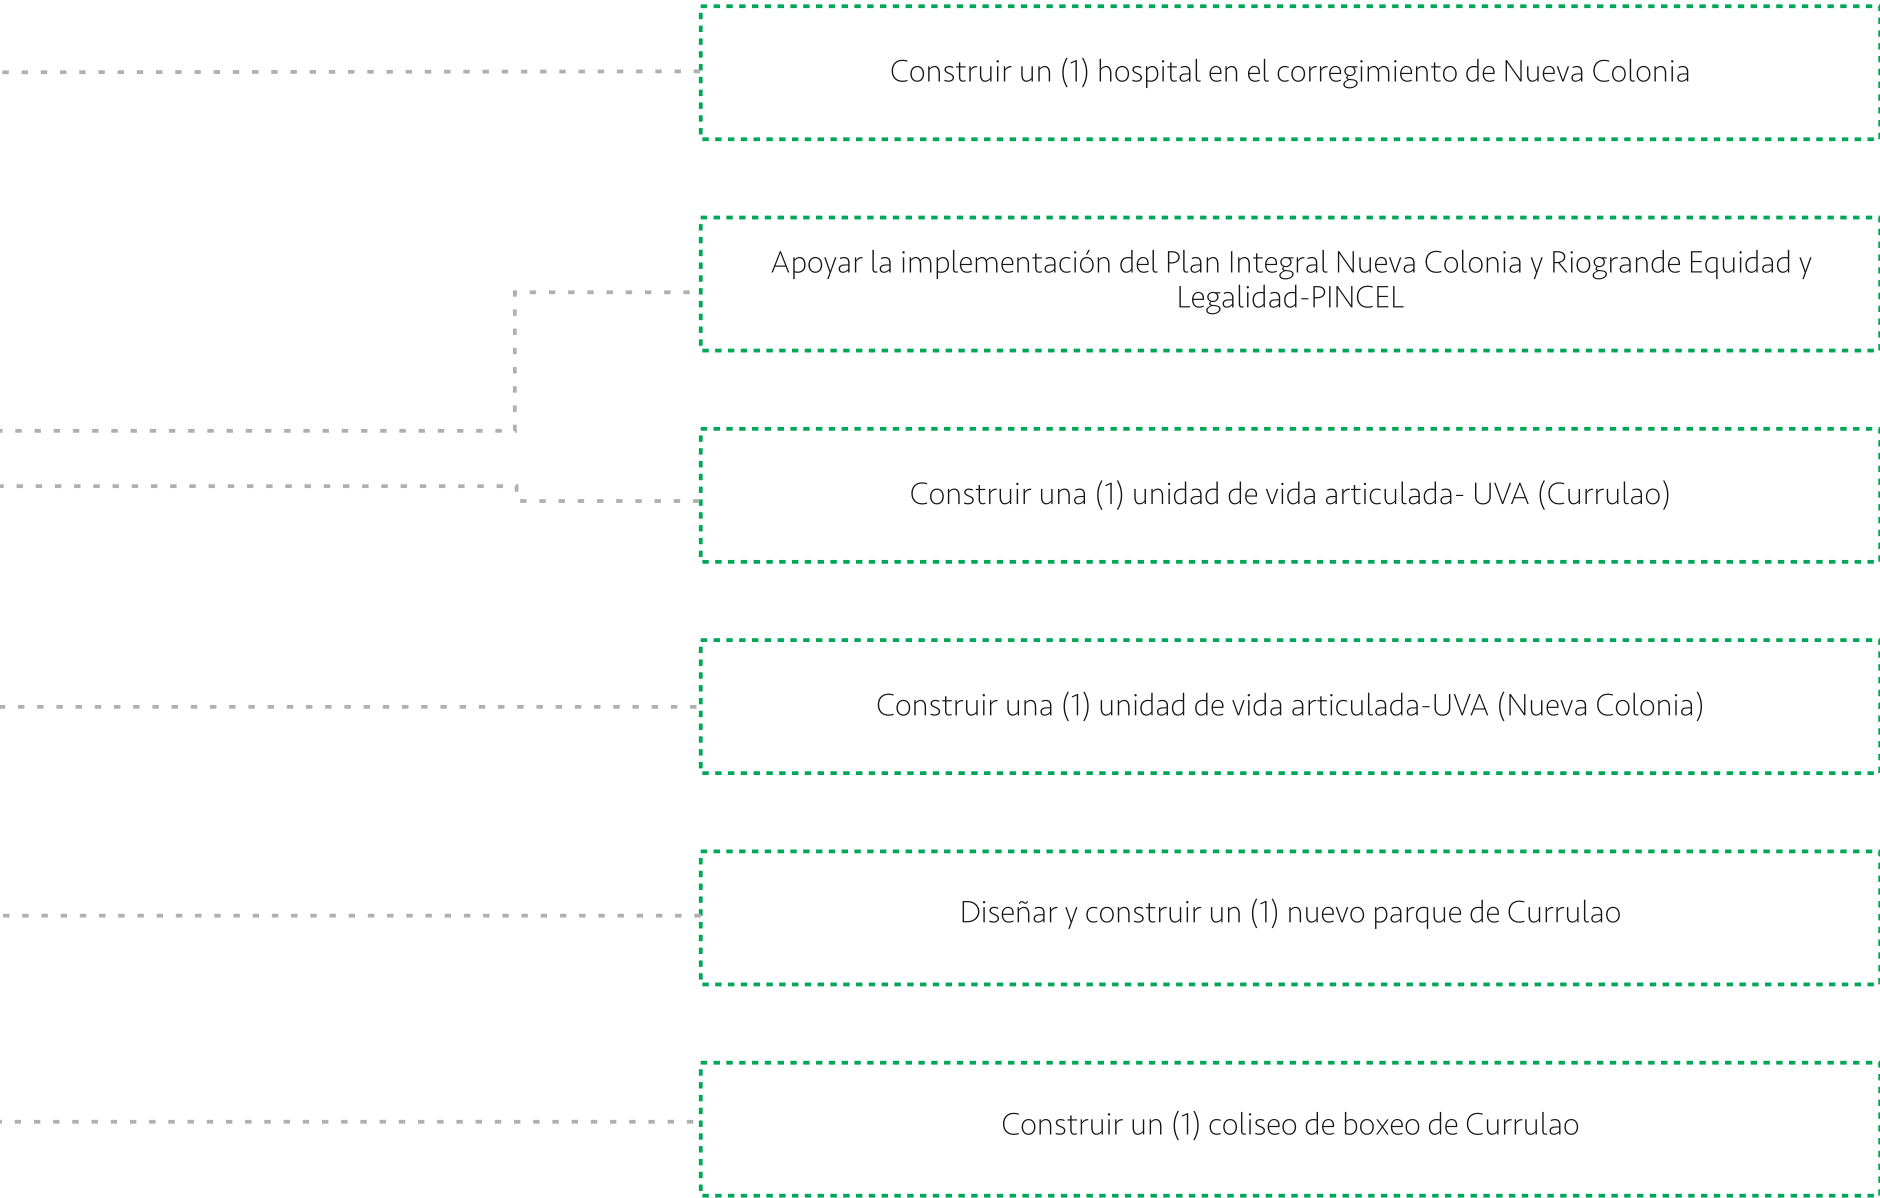 Construir un (1) hospital en el corregimiento de Nueva Colonia
Apoyar la implementación del Plan Integral Nueva Colonia y Riogrande Equidad y
Legalidad-PINCEL
Construir una (1) unidad de vida articulada- UVA (Currulao)
Construir una (1) unidad de vida articulada-UVA (Nueva Colonia)
Diseñar y construir un (1) nuevo parque de Currulao
Construir un (1) coliseo de boxeo de Currulao